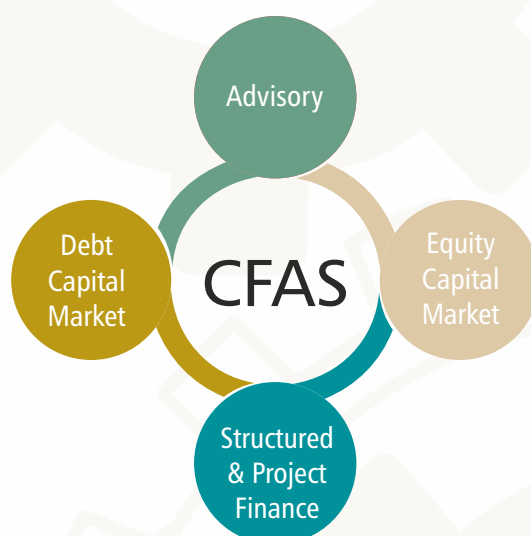 Advisory
Debt
Capital
Market
CFAS
Equity
Capital
Market
Structured
& Project
Finance